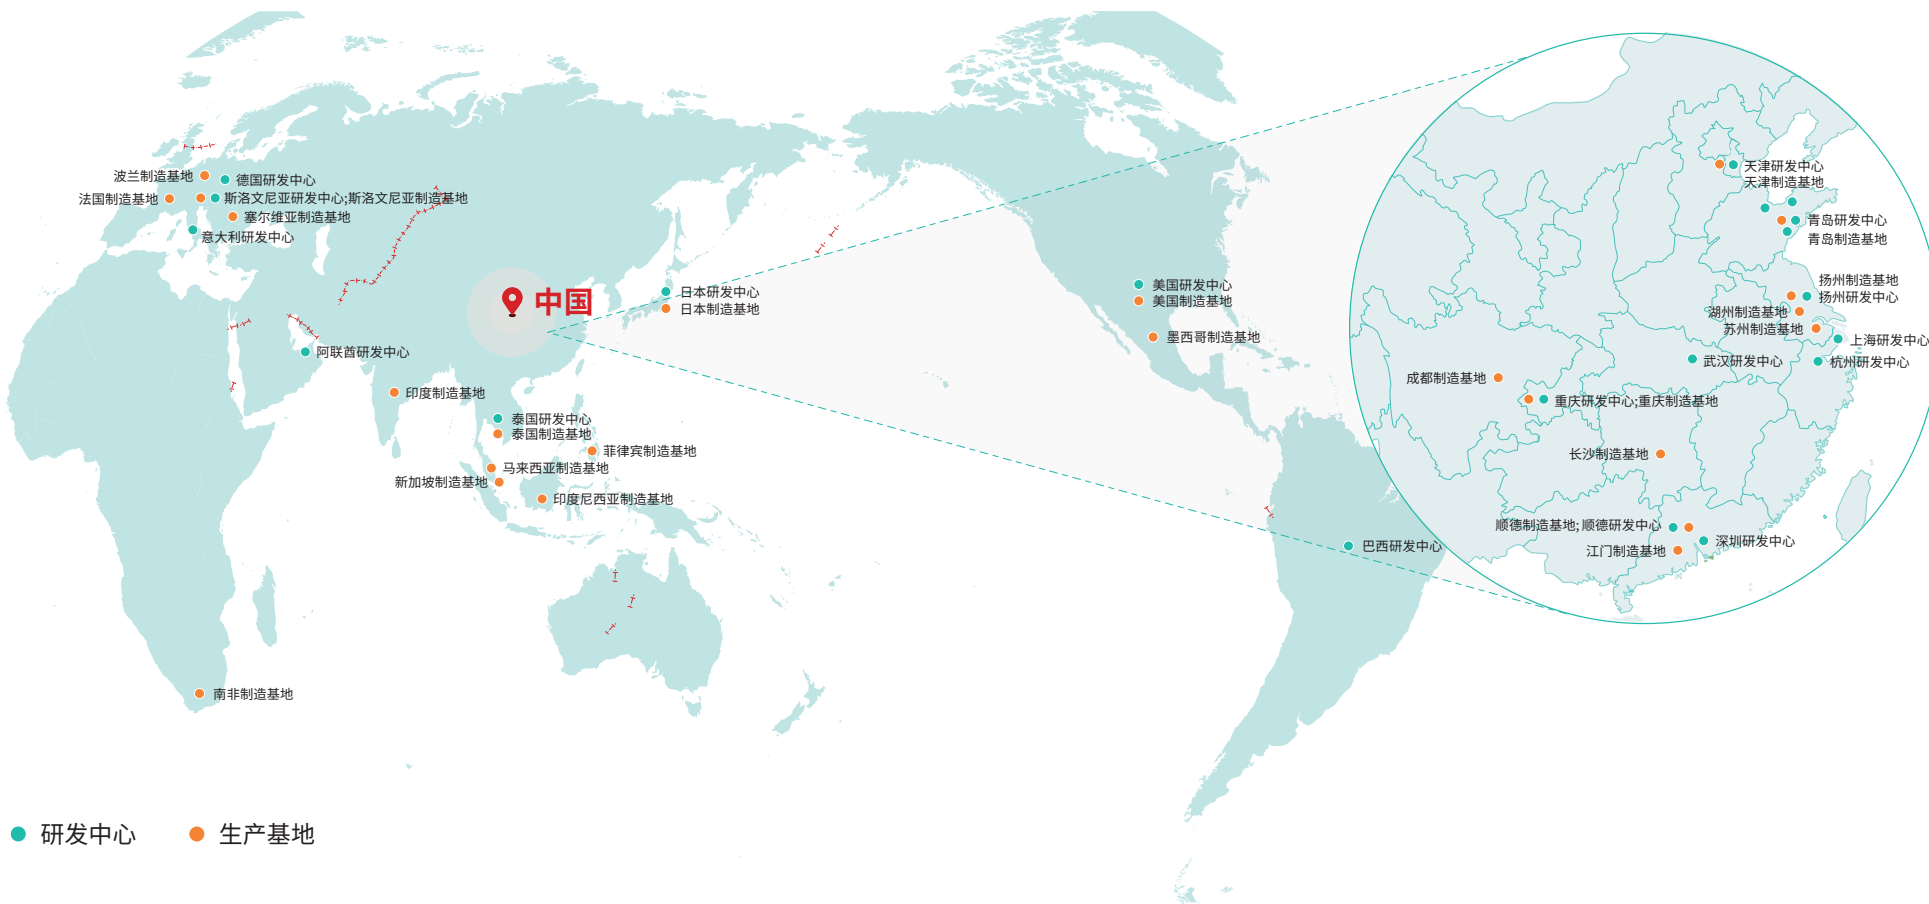 波兰制造基地
德国研发中心
法国制造基地
斯洛文尼亚研发中心;斯洛文尼亚制造基地
塞尔维亚制造基地
意大利研发中心
中国
日本研发中心
日本制造基地
阿联酋研发中心
印度制造基地
泰国研发中心
泰国制造基地
菲律宾制造基地
马来西亚制造基地
新加坡制造基地
印度尼西亚制造基地
南非制造基地
美国研发中心
美国制造基地
墨西哥制造基地
巴西研发中心
天津研发中心
天津制造基地
青岛研发中心
青岛制造基地
扬州制造基地
扬州研发中心
湖州制造基地
苏州制造基地
上海研发中心
武汉研发中心
杭州研发中心
成都制造基地
重庆研发中心;重庆制造基地
长沙制造基地
顺德制造基地;顺德研发中心
深圳研发中心
江门制造基地
研发中心
生产基地